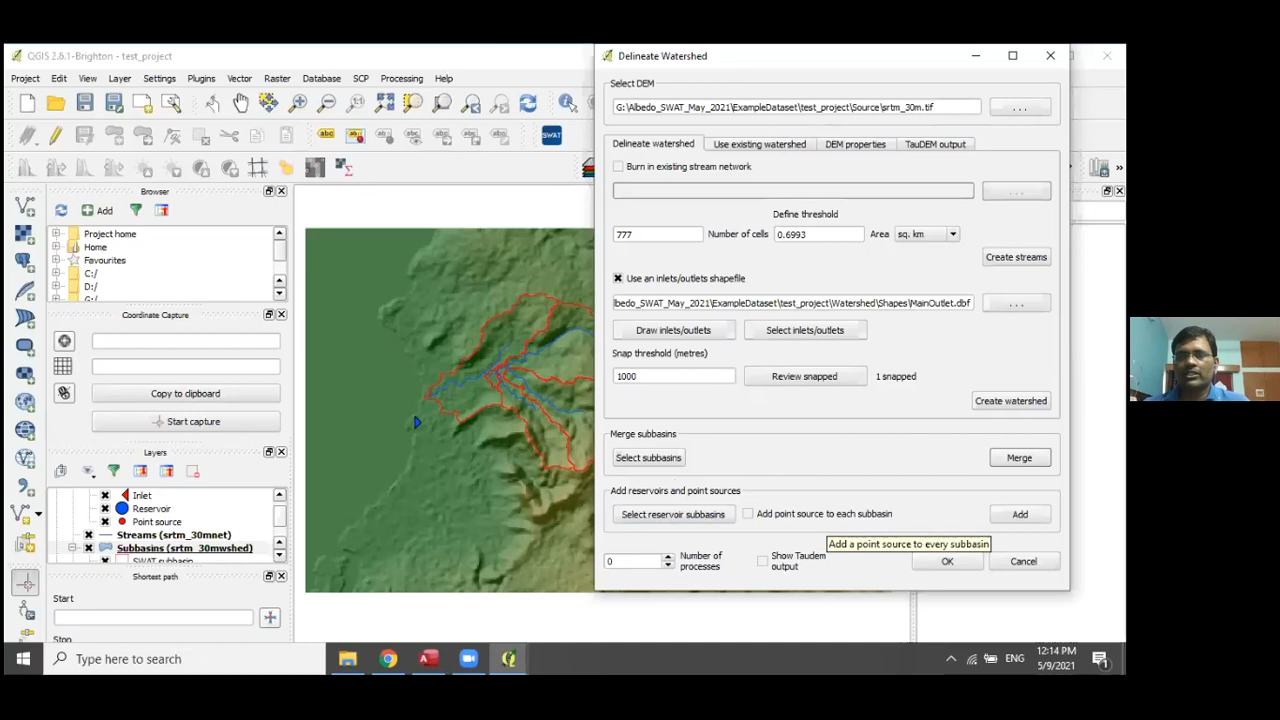 QGIS 2.6.1-Brighton - test_project
Project Edit View Layer Settings Plugins Vector Raster Database SCP Processing Help
abc abc SWAT
Browser
Add
Project home
Home
Favourites
C:/
D:/
G:/
Coordinate Capture
Copy to clipboard
Start capture
Layers
Inlet
Reservoir
Point source
Streams (srtm_30mnet)
Subbasins (srtm_30mwshed)
SWAT subbasin
Shortest path
Start
Stop
Delineate Watershed
Select DEM
G:\Albedo_SWAT_May_2021\ExampleDataset\test_project\Source\srtm_30m.tif ...
Delineate watershed Use existing watershed DEM properties TauDEM output
Burn in existing stream network
...
Define threshold
777 Number of cells 0.6993 Area sq. km
Create streams
Use an inlets/outlets shapefile
lbedo_SWAT_May_2021\ExampleDataset\test_project\Watershed\Shapes\MainOutlet.dbf ...
Draw inlets/outlets Select inlets/outlets
Snap threshold (metres)
1000 Review snapped 1 snapped
Create watershed
Merge subbasins
Select subbasins Merge
Add reservoirs and point sources
Select reservoir subbasins Add point source to each subbasin Add
Add a point source to every subbasin
0 Number of processes Show Taudem output OK Cancel
Type here to search
ENG
12:14 PM
5/9/2021